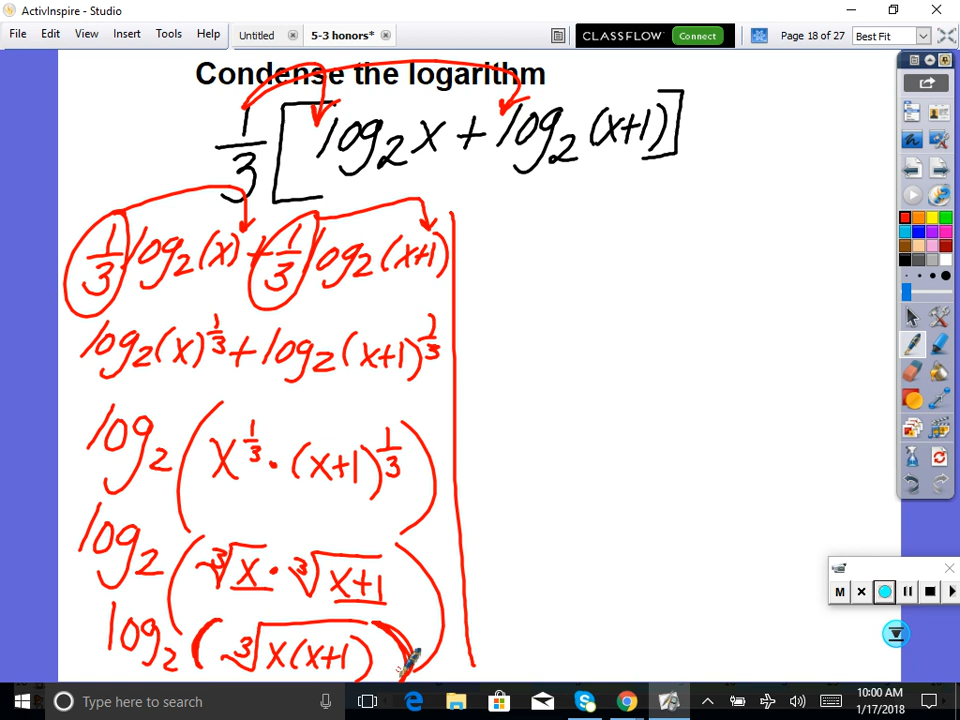 ActivInspire - Studio
File Edit View Insert Tools Help Untitled 5-3 honors* CLASSFLOW Connect Page 18 of 27 Best Fit
Condense the logarithm
1/3 [log₂ x + log₂ (x+1)]
1/3 log₂(x) + 1/3 log₂(x+1)
log₂(x)^1/3 + log₂(x+1)^1/3
log₂ (x^1/3 · (x+1)^1/3)
log₂ (∛x · ∛x+1)
log₂ (∛x(x+1))
M
Type here to search
10:00 AM
1/17/2018